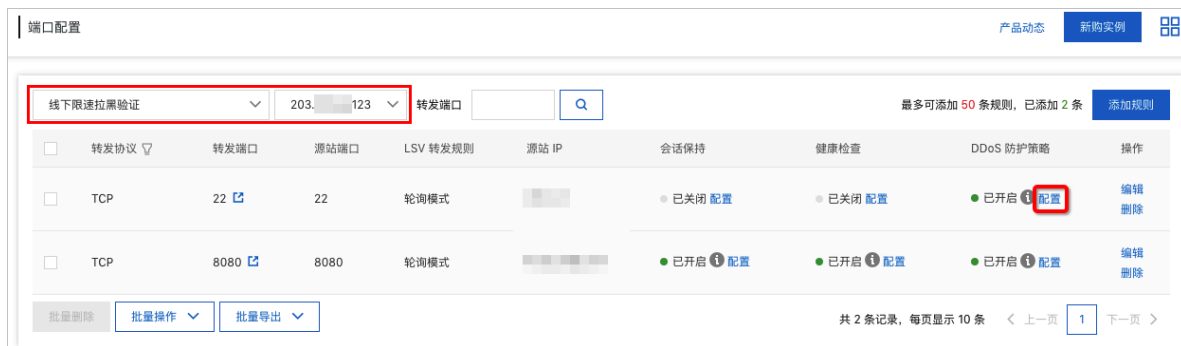 端口配置 产品动态 新购实例
线下限速拉黑验证 203. 123 转发端口 最多可添加 50 条规则，已添加 2 条 添加规则
转发协议 转发端口 源站端口 LSV 转发规则 源站 IP 会话保持 健康检查 DDoS 防护策略 操作
TCP 22 22 轮询模式 已关闭 配置 已关闭 配置 已开启 配置 编辑
删除
TCP 8080 8080 轮询模式 已开启 配置 已开启 配置 已开启 配置 编辑
删除
批量删除 批量操作 批量导出 共 2 条记录，每页显示 10 条 上一页 1 下一页